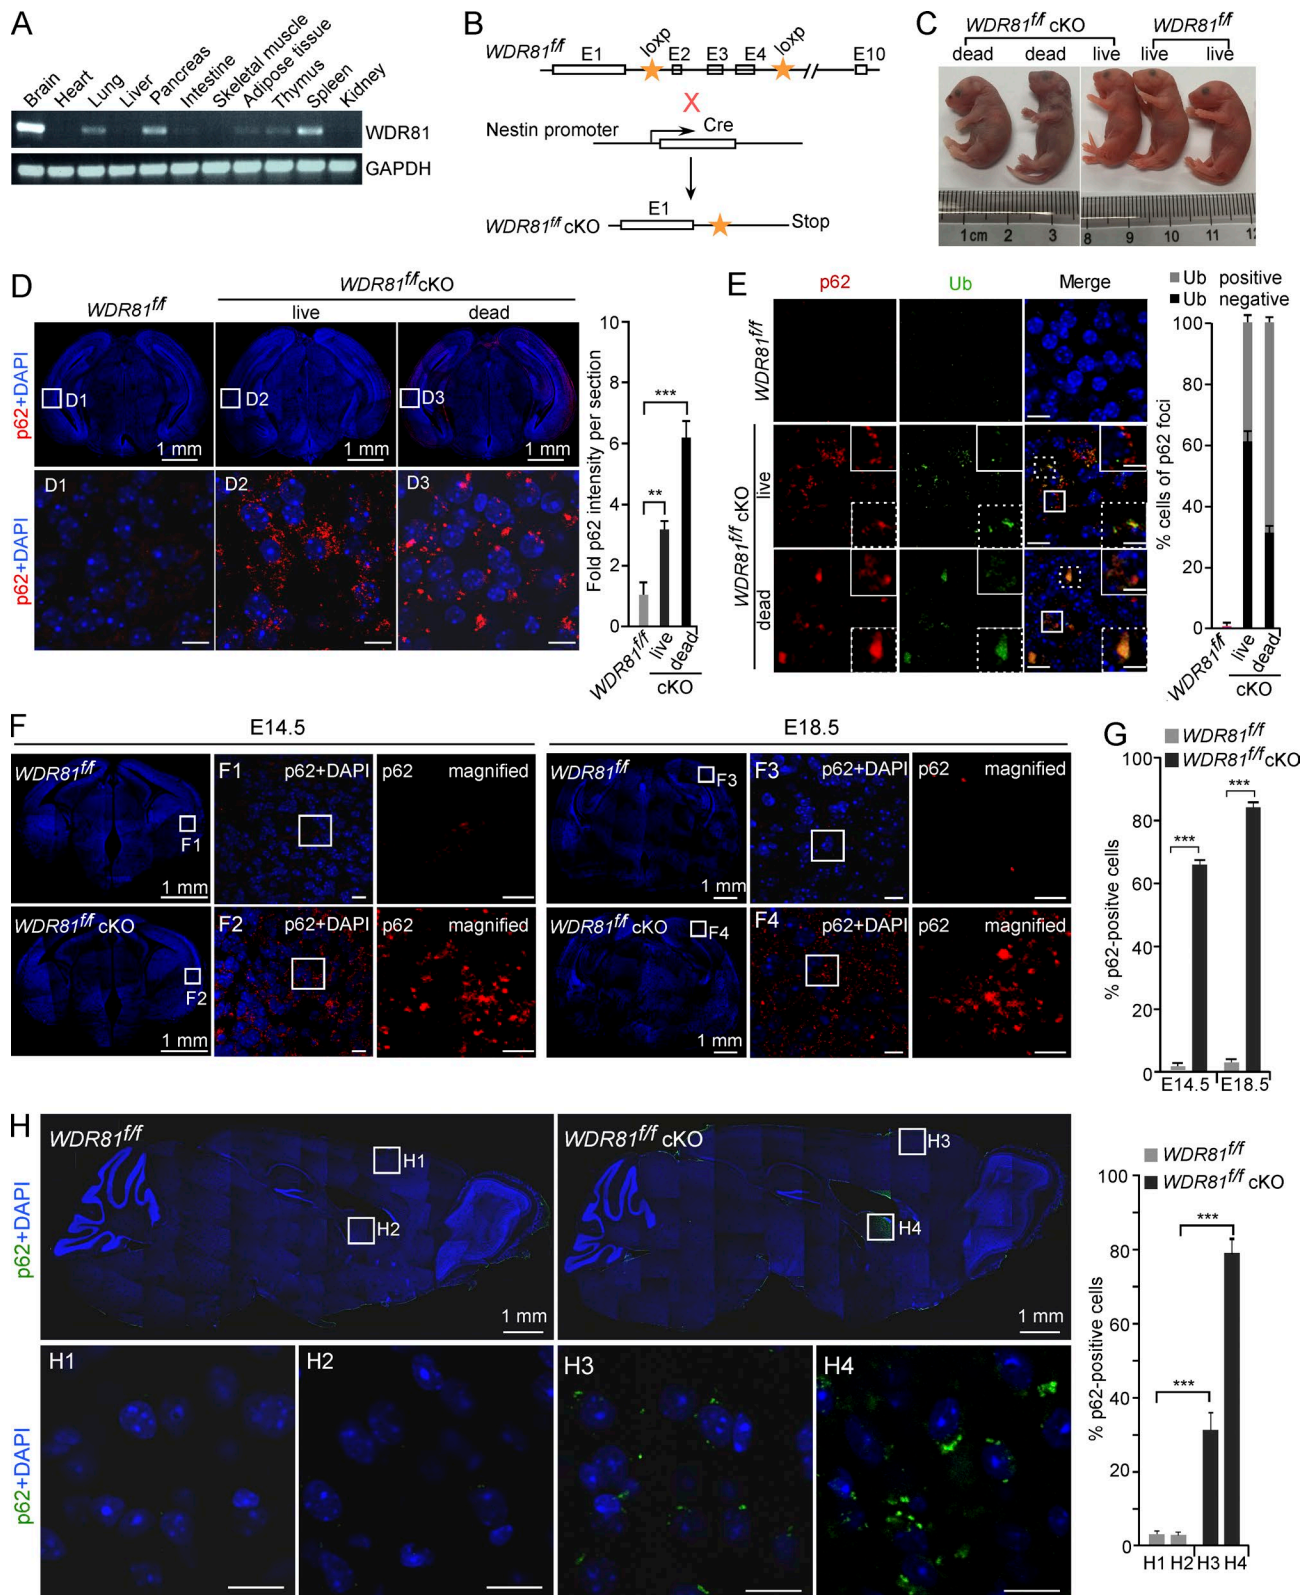 A
Brain
Heart
Lung
Liver
Pancreas
Intestine
Skeletal muscle
Adipose tissue
Thymus
Spleen
Kidney
WDR81
GAPDH
B
WDR81f/f
E1
loxp
E2
E3
E4
loxp
E10
X
Nestin promoter
Cre
WDR81f/f cKO
E1
Stop
C
WDR81f/f cKO
WDR81f/f
dead
dead
live
live
live
1 cm
2
3
8
9
10
11
12
D
WDR81f/f
WDR81f/f cKO
live
dead
p62+DAPI
D1
D2
D3
1 mm
1 mm
1 mm
p62+DAPI
D1
D2
D3
Fold p62 intensity per section
10
8
6
4
2
0
***
**
WDR81f/f
live
dead
cKO
E
p62
Ub
Merge
WDR81f/f
WDR81f/f cKO
live
dead
Ub positive
Ub negative
% cells of p62 foci
100
80
60
40
20
0
WDR81f/f
live
dead
cKO
F
E14.5
E18.5
WDR81f/f
F1
1 mm
F1
p62+DAPI
p62
magnified
WDR81f/f
F3
1 mm
F3
p62+DAPI
p62
magnified
WDR81f/f cKO
F2
1 mm
F2
p62+DAPI
p62
magnified
WDR81f/f cKO
F4
1 mm
F4
p62+DAPI
p62
magnified
G
WDR81f/f
WDR81f/f cKO
% p62-positive cells
80
60
40
20
0
***
***
E14.5
E18.5
H
WDR81f/f
H1
H2
1 mm
WDR81f/f cKO
H3
H4
1 mm
p62+DAPI
p62+DAPI
H1
H2
H3
H4
WDR81f/f
WDR81f/f cKO
% p62-positive cells
100
80
60
40
20
0
***
***
H1 H2 H3 H4